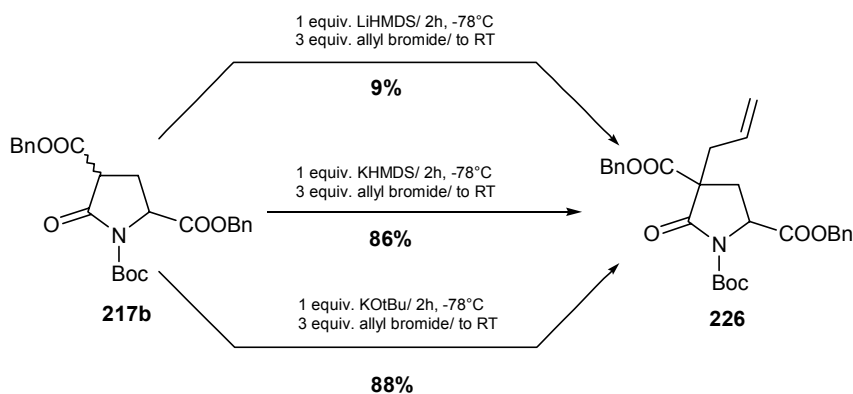 1 equiv. LiHMDS/ 2h, -78°C
3 equiv. allyl bromide/ to RT
9%
BnOOC
O
N
Boc
COOBn
217b
1 equiv. KHMDS/ 2h, -78°C
3 equiv. allyl bromide/ to RT
86%
1 equiv. KOtBu/ 2h, -78°C
3 equiv. allyl bromide/ to RT
88%
BnOOC
O
N
Boc
COOBn
226